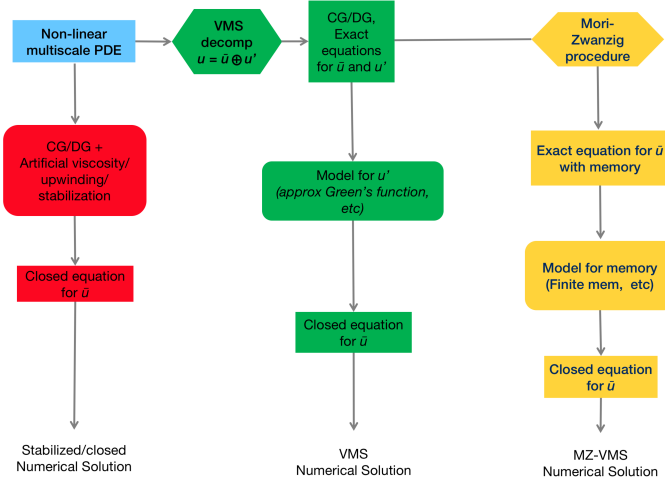 Non-linear
multiscale PDE
VMS
decomp
u = ū ⊕ u’
CG/DG,
Exact
equations
for ū and u’
Mori-
Zwanzig
procedure
CG/DG +
Artificial viscosity/
upwinding/
stabilization
Model for u’
(approx Green’s function,
etc)
Exact equation for ū
with memory
Closed equation
for ū
Model for memory
(Finite mem, etc)
Closed equation
for ū
Closed equation
for ū
Stabilized/closed
Numerical Solution
VMS
Numerical Solution
MZ-VMS
Numerical Solution